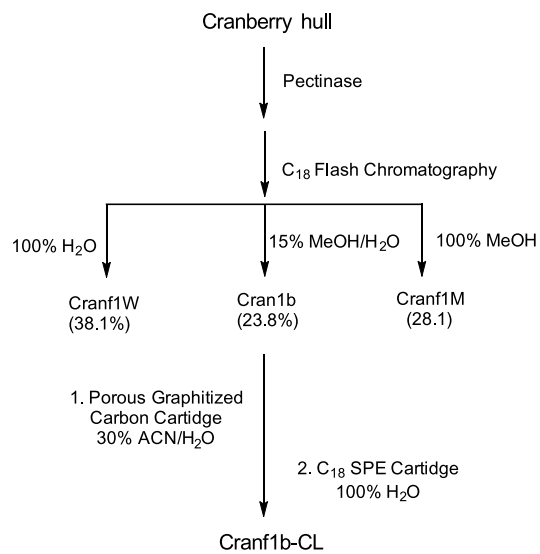 Cranberry hull
Pectinase
C₁₈ Flash Chromatography
100% H₂O
15% MeOH/H₂O
100% MeOH
Cranf1W
(38.1%)
Cran1b
(23.8%)
Cranf1M
(28.1)
1. Porous Graphitized
Carbon Cartidge
30% ACN/H₂O
2. C₁₈ SPE Cartidge
100% H₂O
Cranf1b-CL